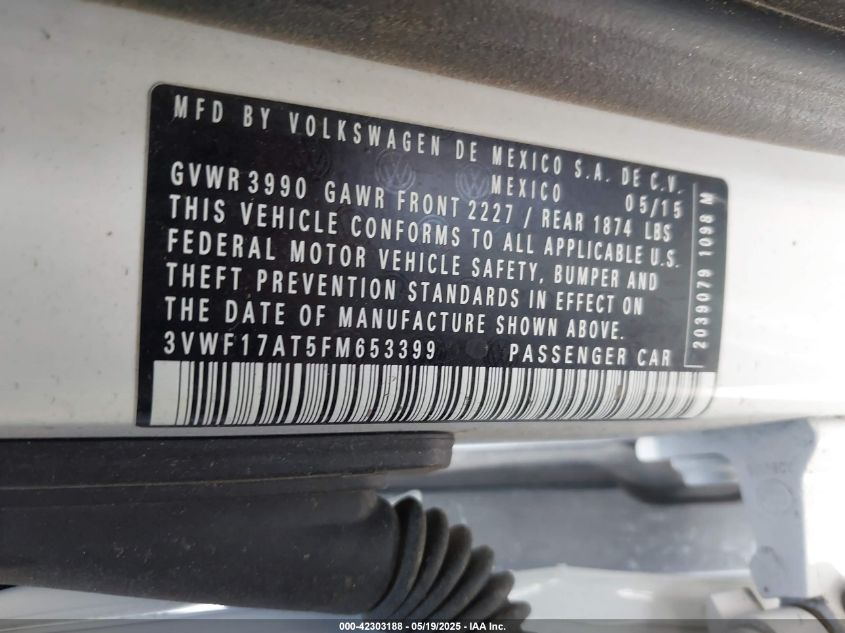 MFD BY VOLKSWAGEN DE MEXICO S.A. DE C.V.
MEXICO 05/15
GVWR 3990 GAWR FRONT 2227 / REAR 1874 LBS
THIS VEHICLE CONFORMS TO ALL APPLICABLE U.S.
FEDERAL MOTOR VEHICLE SAFETY, BUMPER AND
THEFT PREVENTION STANDARDS IN EFFECT ON
THE DATE OF MANUFACTURE SHOWN ABOVE.
3VWF17AT5FM653399 PASSENGER CAR
2039079 1098 M
000-42303188 - 05/19/2025 - IAA Inc.